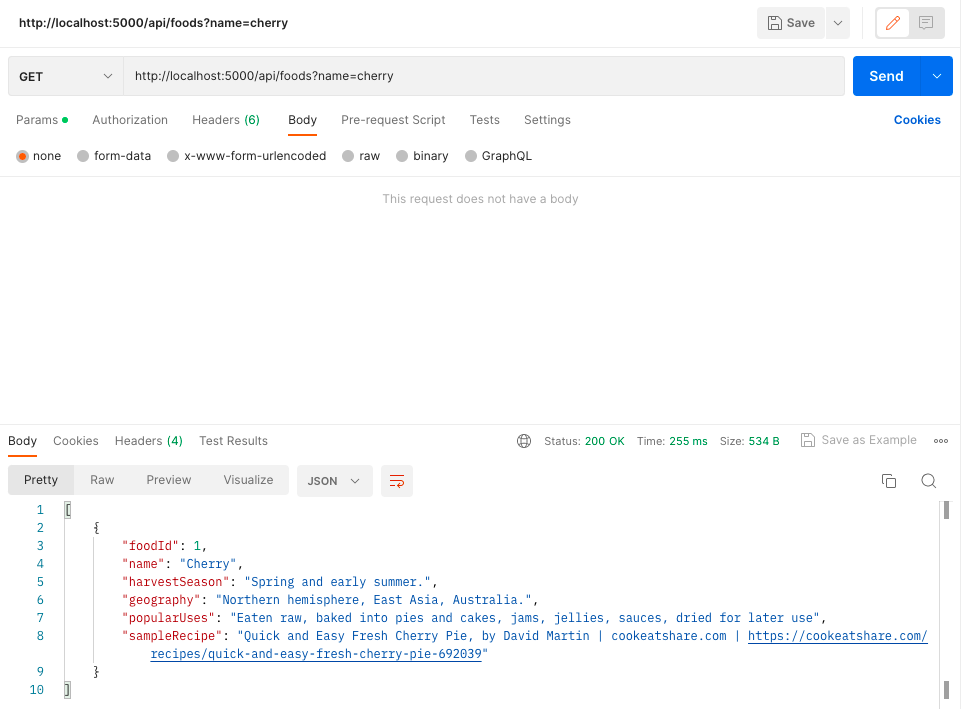 http://localhost:5000/api/foods?name=cherry
Save
GET
http://localhost:5000/api/foods?name=cherry
Send
Params Authorization Headers (6) Body Pre-request Script Tests Settings Cookies
none form-data x-www-form-urlencoded raw binary GraphQL
This request does not have a body
Body Cookies Headers (4) Test Results Status: 200 OK Time: 255 ms Size: 534 B Save as Example
Pretty Raw Preview Visualize JSON
1 [
2 {
3 "foodId": 1,
4 "name": "Cherry",
5 "harvestSeason": "Spring and early summer.",
6 "geography": "Northern hemisphere, East Asia, Australia.",
7 "popularUses": "Eaten raw, baked into pies and cakes, jams, jellies, sauces, dried for later use",
8 "sampleRecipe": "Quick and Easy Fresh Cherry Pie, by David Martin | cookeatshare.com | https://cookeatshare.com/
recipes/quick-and-easy-fresh-cherry-pie-692039"
9 }
10 ]